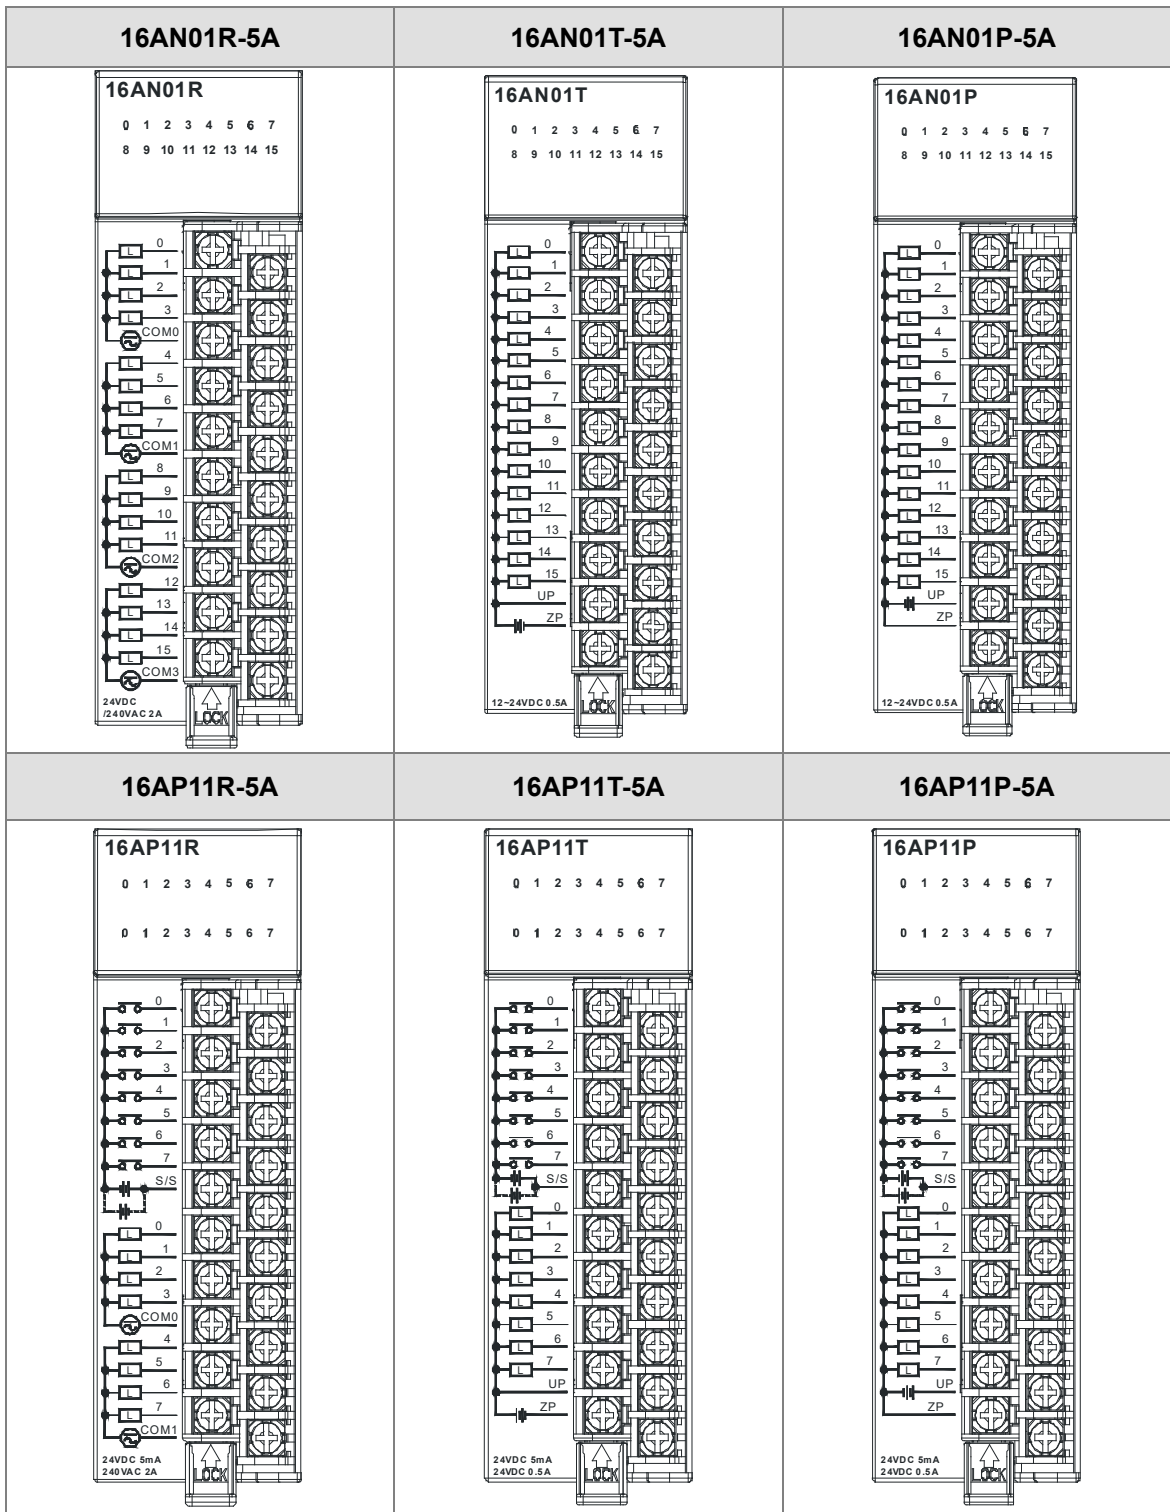 16AN01R-5A
16AN01T-5A
16AN01P-5A
16AN01R
0 1 2 3 4 5 6 7
8 9 10 11 12 13 14 15
0
L
1
L
2
L
3
L
COM0
4
L
5
L
6
L
7
L
COM1
8
L
9
L
10
L
11
L
COM2
12
L
13
L
14
L
15
L
COM3
24VDC
/240VAC 2A
LOCK
16AN01T
0 1 2 3 4 5 6 7
8 9 10 11 12 13 14 15
0
L
1
L
2
L
3
L
4
L
5
L
6
L
7
L
8
L
9
L
10
L
11
L
12
L
13
L
14
L
15
L
UP
ZP
12~24VDC 0.5A
LOCK
16AN01P
0 1 2 3 4 5 6 7
8 9 10 11 12 13 14 15
0
L
1
L
2
L
3
L
4
L
5
L
6
L
7
L
8
L
9
L
10
L
11
L
12
L
13
L
14
L
15
L
UP
ZP
12~24VDC 0.5A
LOCK
16AP11R-5A
16AP11T-5A
16AP11P-5A
16AP11R
0 1 2 3 4 5 6 7
0 1 2 3 4 5 6 7
0
1
2
3
4
5
6
7
S/S
0
L
1
L
2
L
3
L
COM0
4
L
5
L
6
L
7
L
COM1
24VDC 5mA
240VAC 2A
LOCK
16AP11T
0 1 2 3 4 5 6 7
0 1 2 3 4 5 6 7
0
1
2
3
4
5
6
7
S/S
0
L
1
L
2
L
3
L
4
L
5
L
6
L
7
L
UP
ZP
24VDC 5mA
24VDC 0.5A
LOCK
16AP11P
0 1 2 3 4 5 6 7
0 1 2 3 4 5 6 7
0
1
2
3
4
5
6
7
S/S
0
L
1
L
2
L
3
L
4
L
5
L
6
L
7
L
UP
ZP
24VDC 5mA
24VDC 0.5A
LOCK